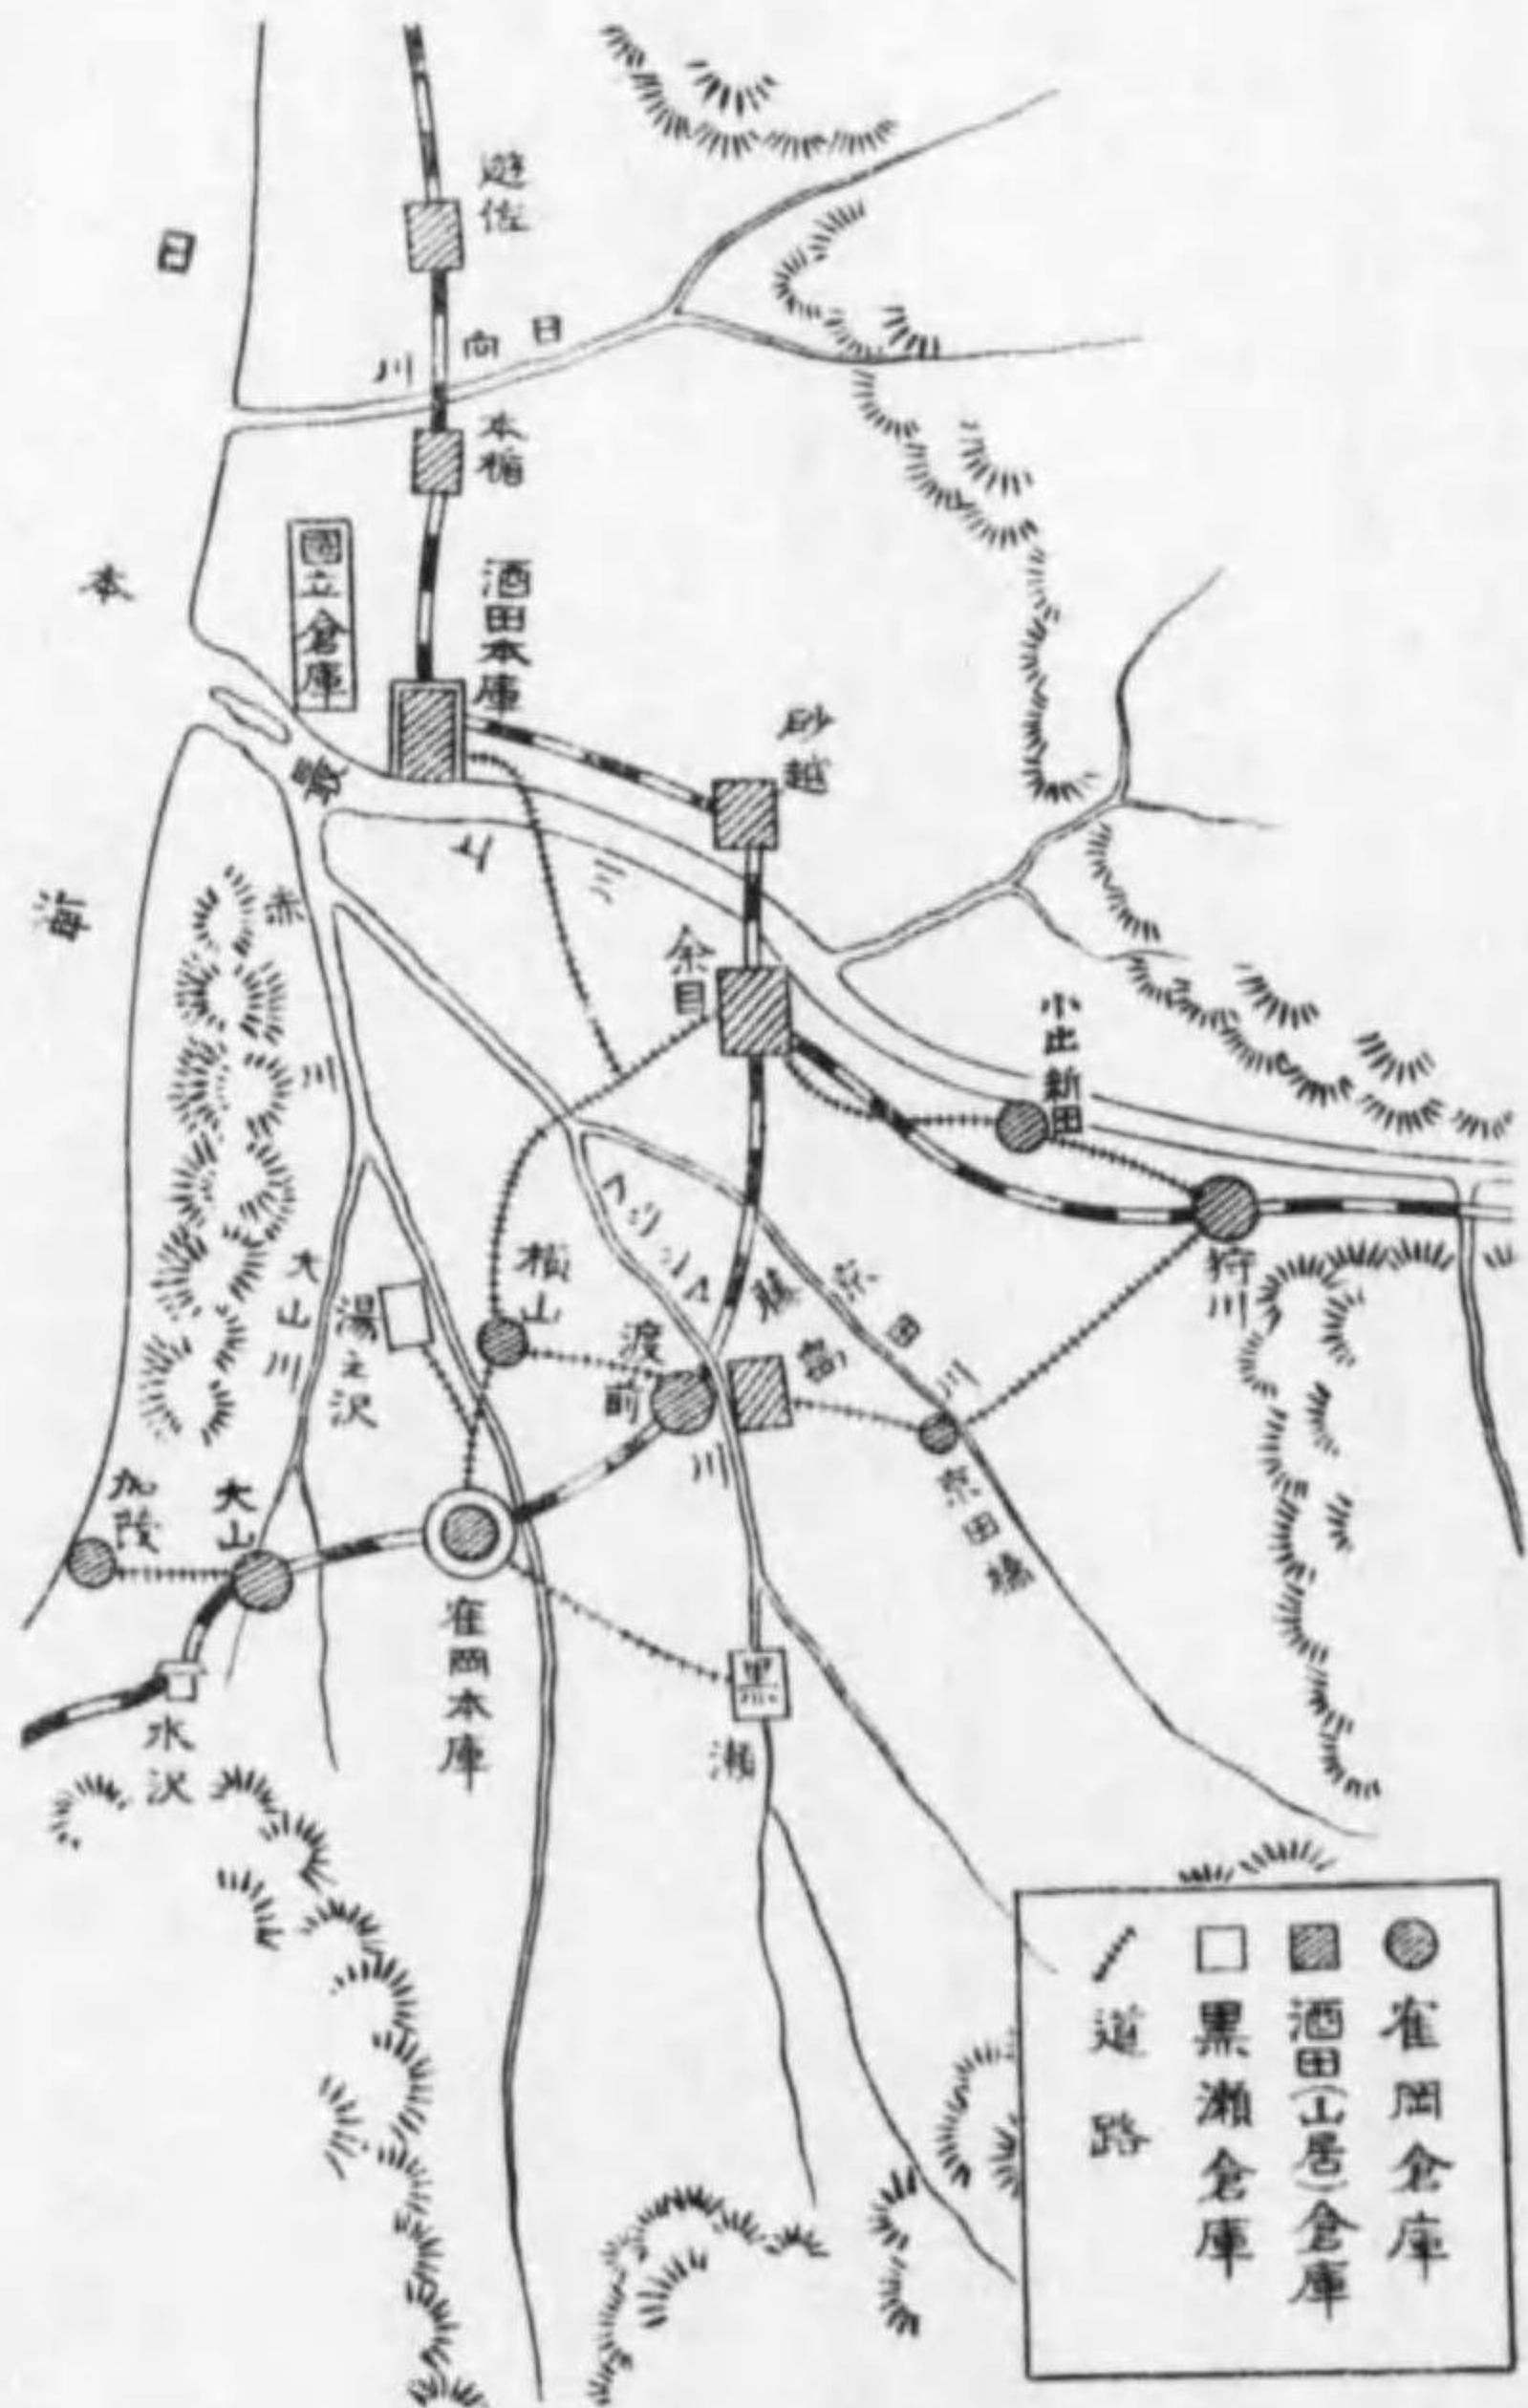 日本海
遊佐
日向川
本楯
國立倉庫
酒田本庫
砂越
最上川
赤川
余目
小出新田
狩川
大山川
湯之沢
横山
渡前
藤島
京田川
京田橋
川
加茂
大山
隺岡本庫
水沢
黒瀬
隺岡倉庫
酒田(山居)倉庫
黒瀬倉庫
道路